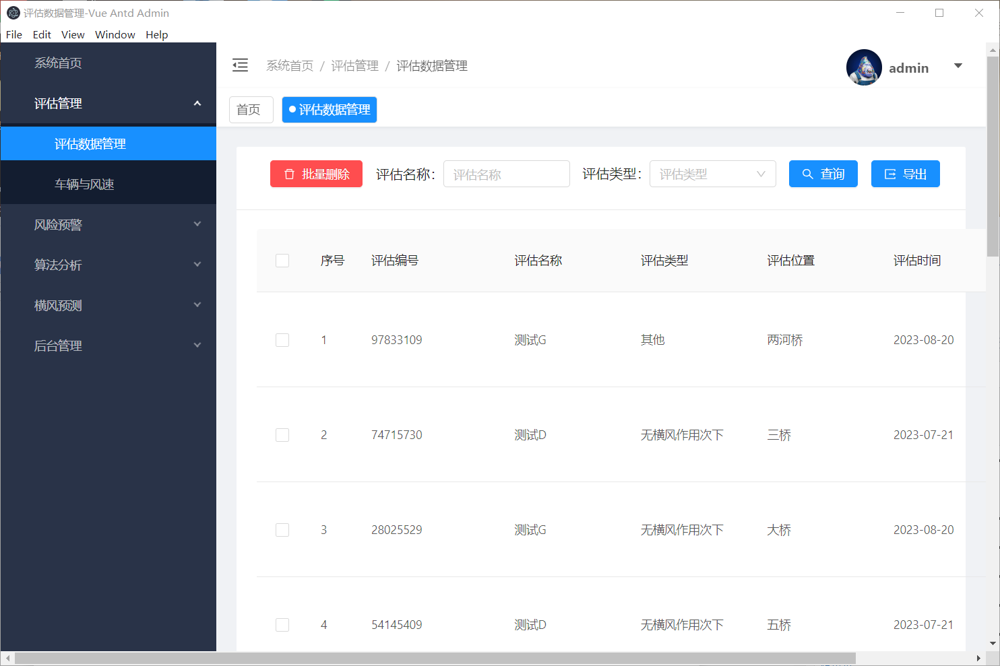 评估数据管理-Vue Antd Admin
File Edit View Window Help
系统首页
评估管理
评估数据管理
车辆与风速
风险预警
算法分析
横风预测
后台管理
系统首页 / 评估管理 / 评估数据管理
admin
首页
评估数据管理
批量删除 评估名称: 评估名称 评估类型: 评估类型 查询 导出
序号 评估编号 评估名称 评估类型 评估位置 评估时间
1 97833109 测试G 其他 两河桥 2023-08-20
2 74715730 测试D 无横风作用次下 三桥 2023-07-21
3 28025529 测试G 无横风作用次下 大桥 2023-08-20
4 54145409 测试D 无横风作用次下 五桥 2023-07-21